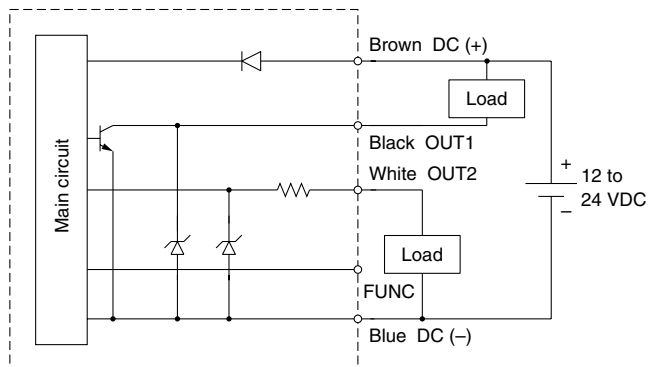 Brown DC (+)
Load
Black OUT1
White OUT2
Main circuit
+
12 to
24 VDC
−
Load
FUNC
Blue DC (−)